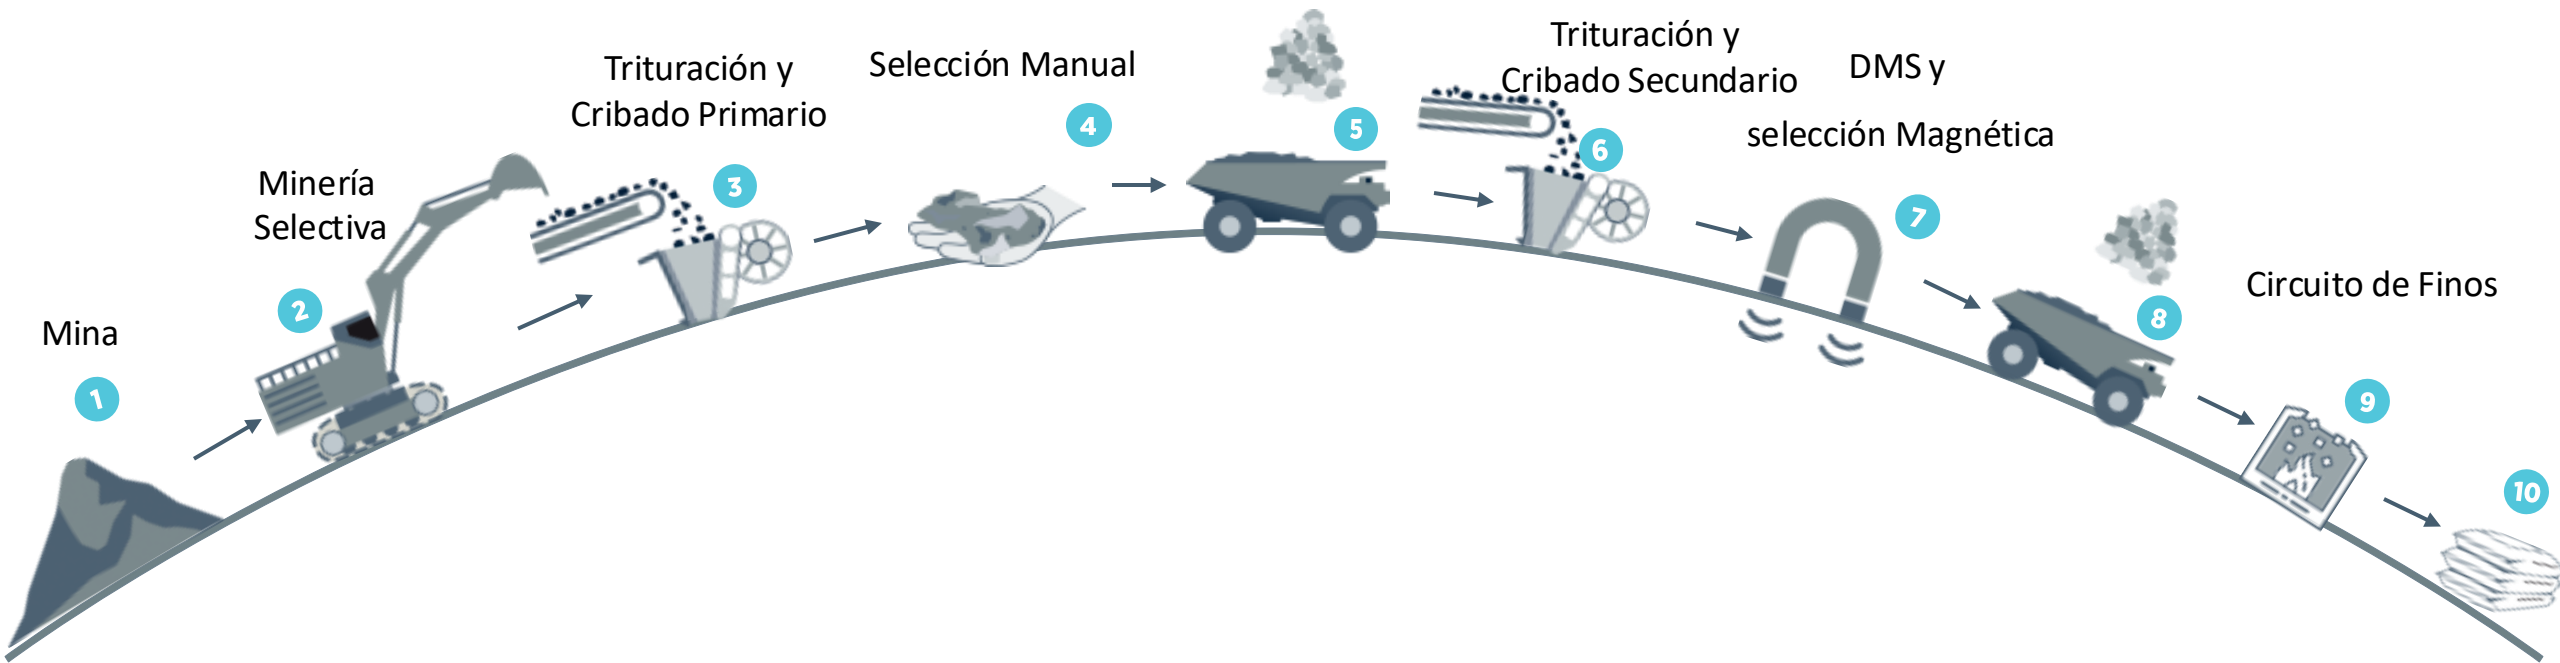 Mina
1
Minería
Selectiva
2
Trituración y
Cribado Primario
3
Selección Manual
4
5
Trituración y
Cribado Secundario
6
DMS y
selección Magnética
7
8
Circuito de Finos
9
10